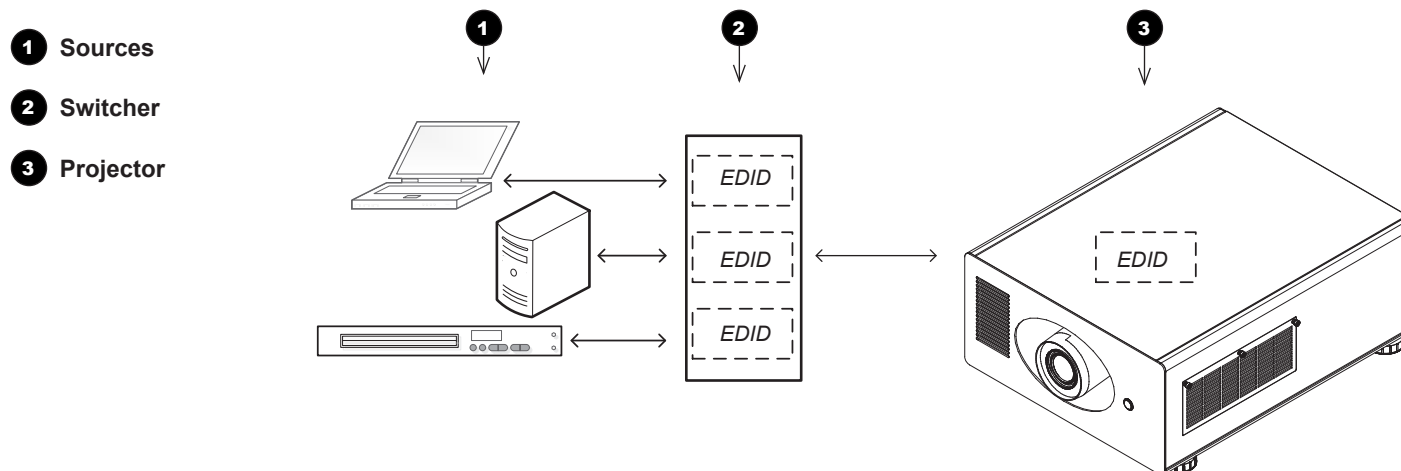 1 Sources
2 Switcher
3 Projector
1
2
3
EDID
EDID
EDID
EDID